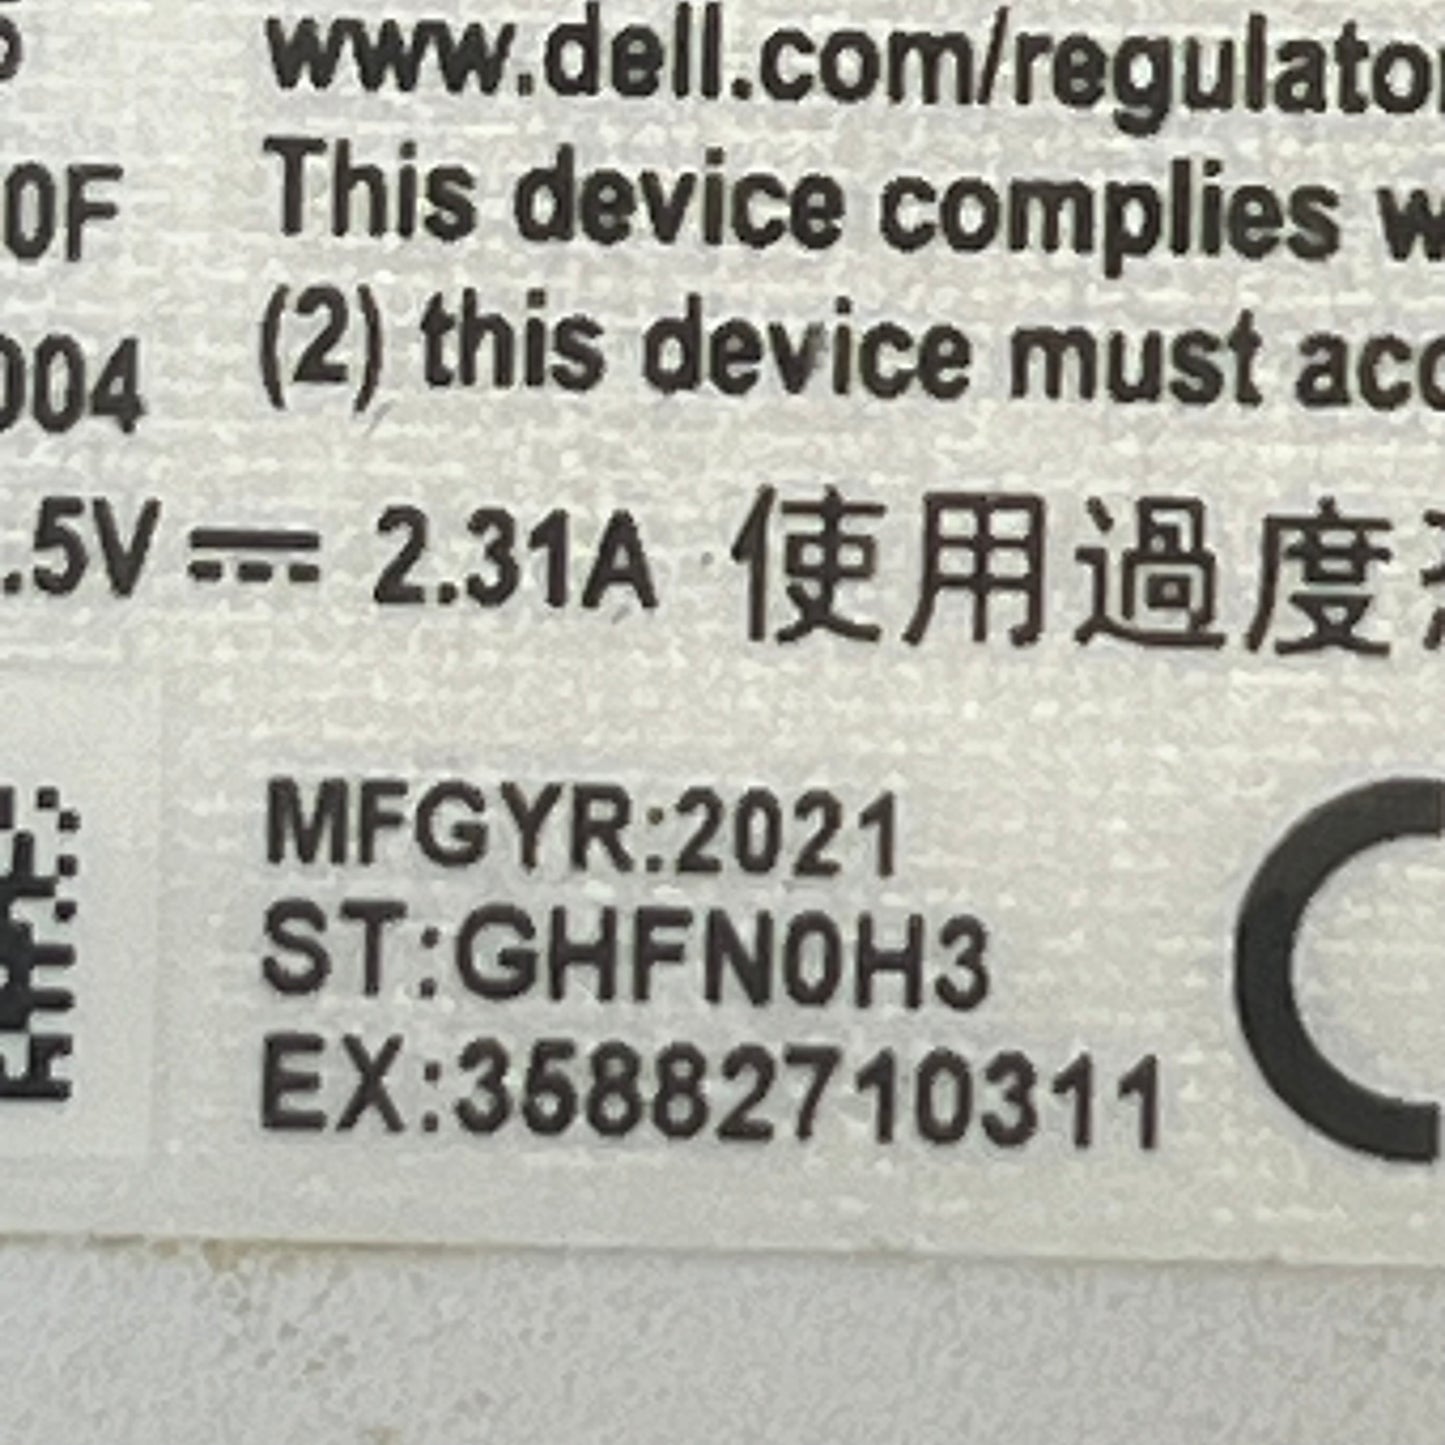 www.dell.com/regulato
0F This device complies w
004 (2) this device must acc
.5V ⎓ 2.31A 使用過度
MFGYR:2021
ST:GHFN0H3
EX:35882710311